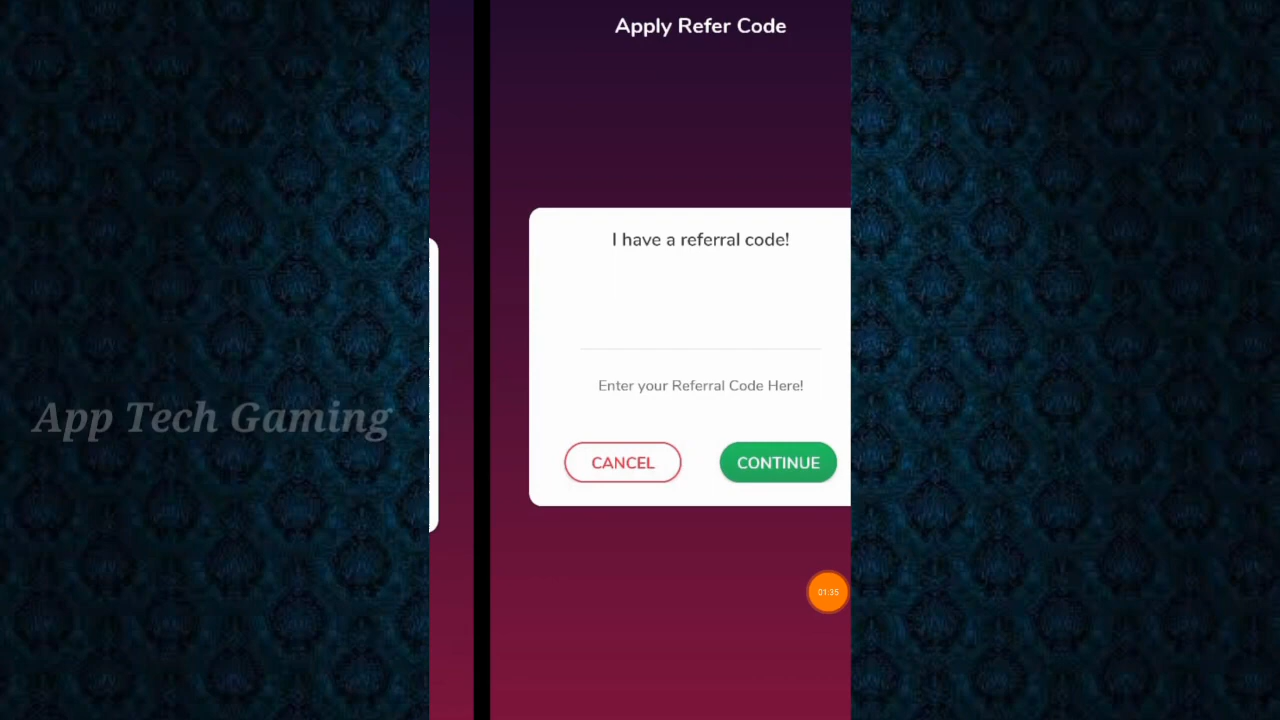 Apply Refer Code
I have a referral code!
Enter your Referral Code Here!
CANCEL
CONTINUE
App Tech Gaming
01:35